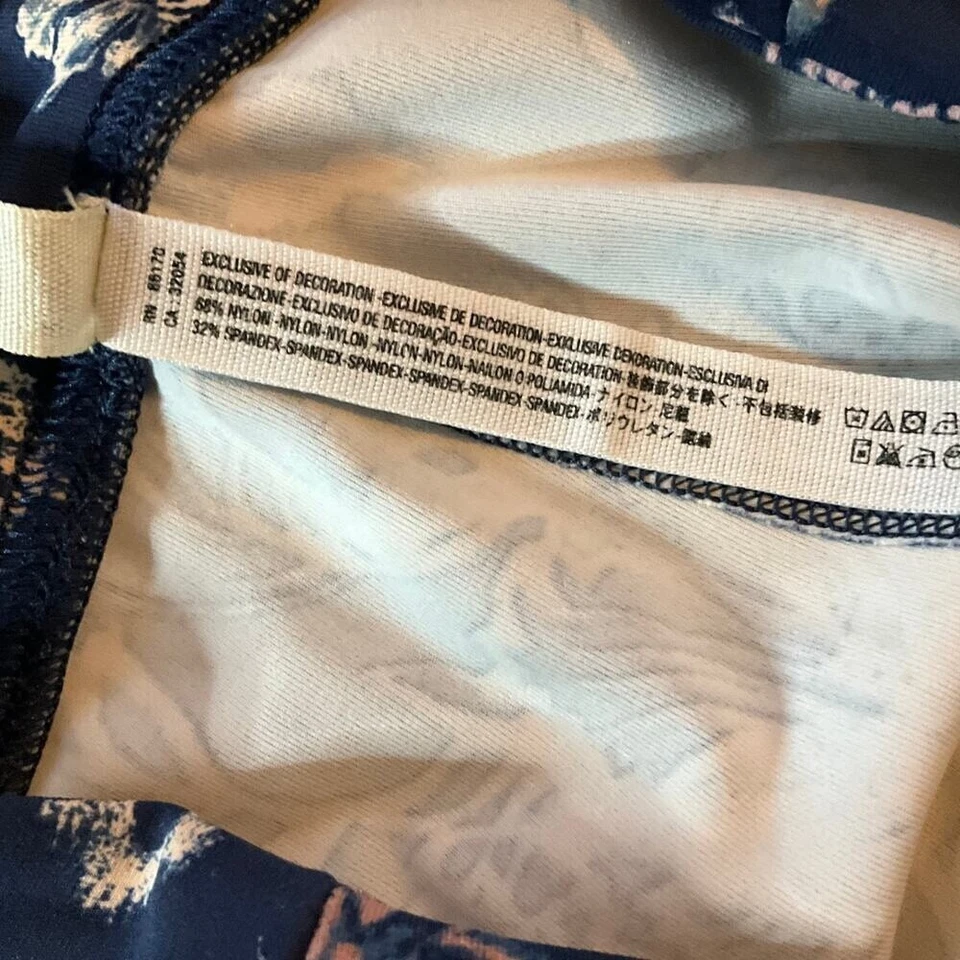 RN 66170
CA 32054
EXCLUSIVE OF DECORATION -EXCLUSIVE DE DECORATION-EXKLUSIVE DEKORATION-ESCLUSIVA DI
DECORAZIONE-EXCLUSIVO DE DECORAÇÃO-EXCLUSIVO DE DECORATION-装飾部分を除く-不包括装修
68% NYLON -NYLON-NYLON -NYLON-NYLON-NAILON O POLIAMIDA-ナイロン-尼龍
32% SPANDEX-SPANDEX-SPANDEX-SPANDEX-SPANDEX-SPANDEX-ポリウレタン-氨綸